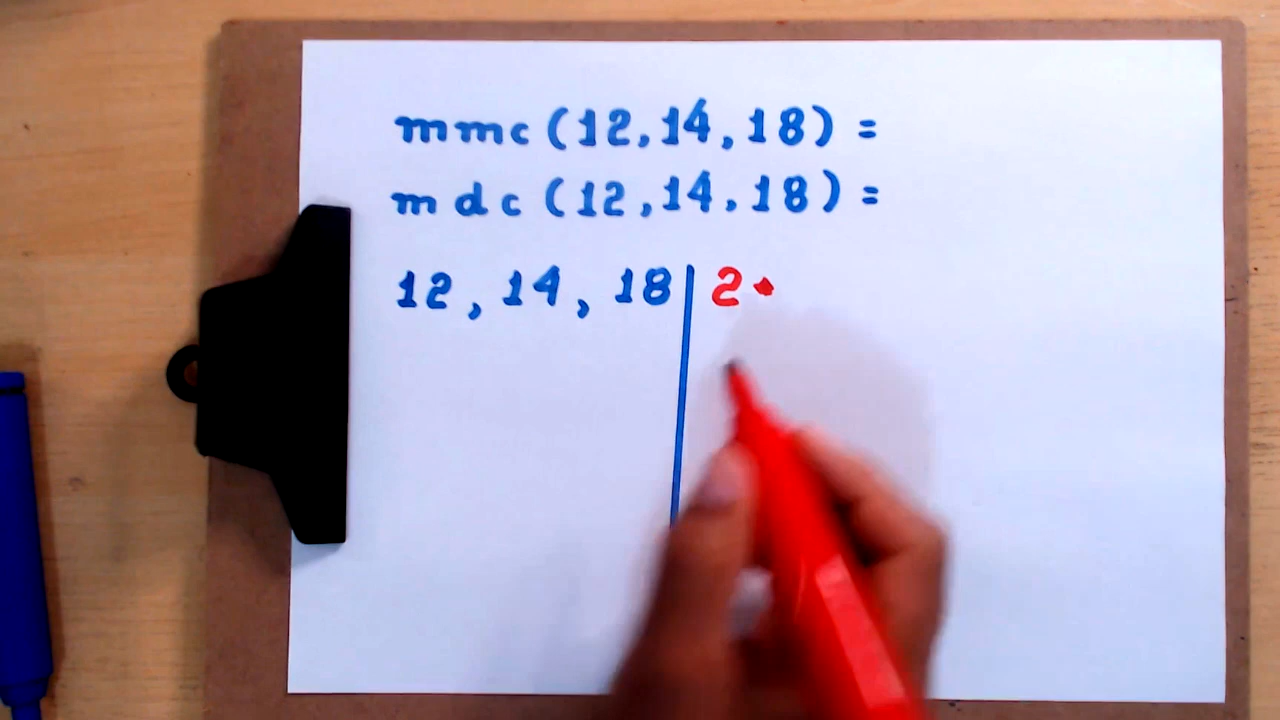 mmc (12,14,18) =
mdc (12,14,18) =
12, 14, 18 | 2 •